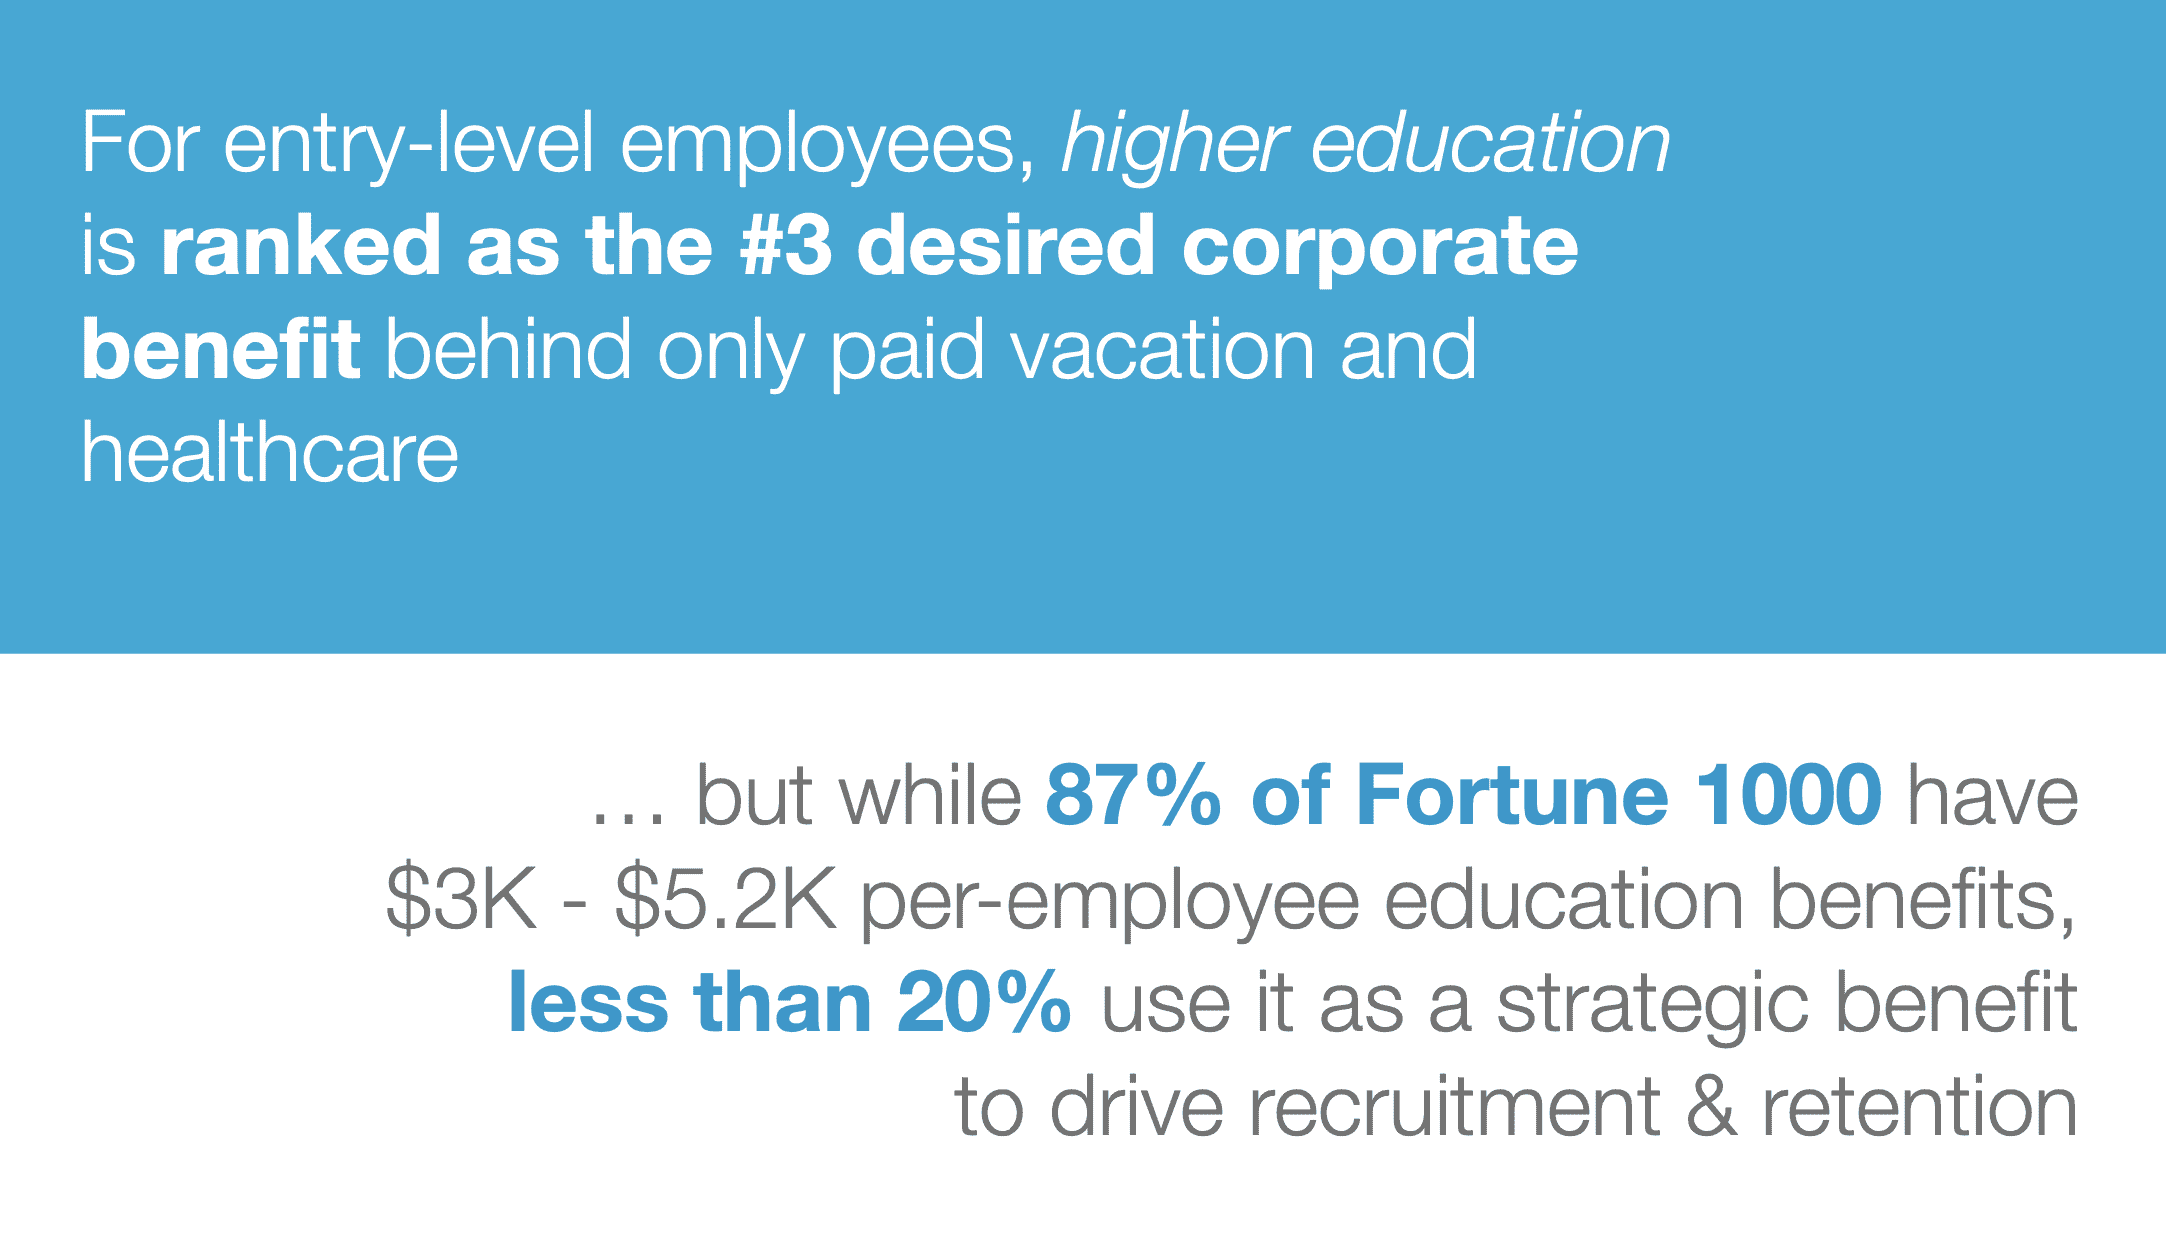 For entry-level employees, higher education
is ranked as the #3 desired corporate
benefit behind only paid vacation and
healthcare
… but while 87% of Fortune 1000 have
$3K - $5.2K per-employee education benefits,
less than 20% use it as a strategic benefit
to drive recruitment & retention